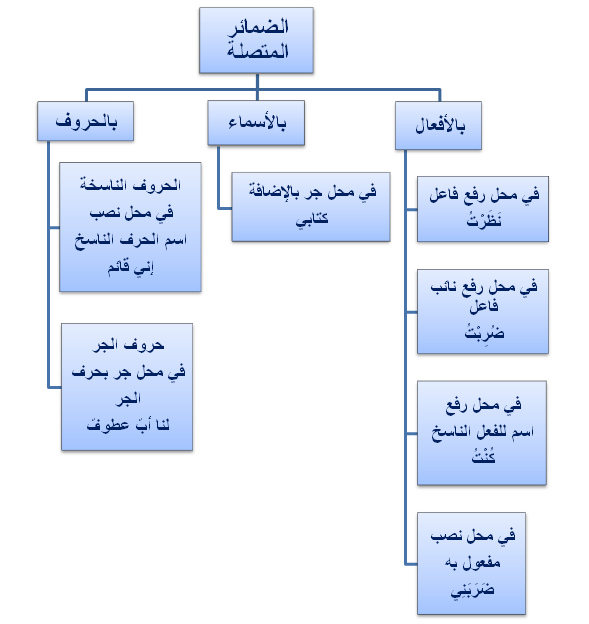 الضمائر
المتصلة
بالأفعال
في محل رفع فاعل
نَظَرْتُ
في محل رفع نائب
فاعل
ضُرِبْتُ
في محل رفع
اسم للفعل الناسخ
كُنْتُ
في محل نصب
مفعول به
ضَرَبَنِي
بالأسماء
في محل جر بالإضافة
كتابي
بالحروف
الحروف الناسخة
في محل نصب
اسم الحرف الناسخ
إني قائم
حروف الجر
في محل جر بحرف
الجر
لنا أبٌ عطوفٌ